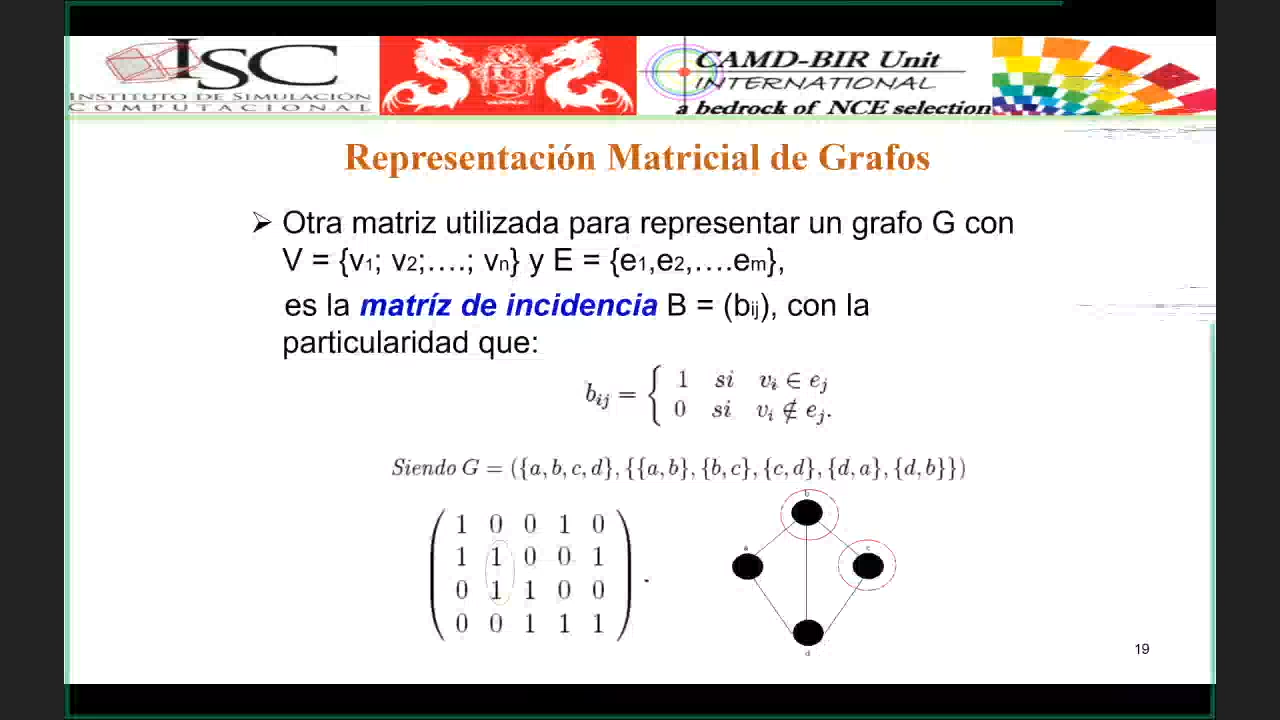 ISC
INSTITUTO DE SIMULACIÓN
COMPUTACIONAL
CAMD-BIR Unit
INTERNATIONAL
a bedrock of NCE selection
Representación Matricial de Grafos
➢ Otra matriz utilizada para representar un grafo G con
V = {v₁; v₂;….; vₙ} y E = {e₁,e₂,….eₘ},
es la matríz de incidencia B = (bᵢⱼ), con la
particularidad que:
bᵢⱼ = { 1 si vᵢ ∈ eⱼ
0 si vᵢ ∉ eⱼ.
Siendo G = ({a, b, c, d}, {{a, b}, {b, c}, {c, d}, {d, a}, {d, b}})
1 0 0 1 0
1 1 0 0 1
0 1 1 0 0
0 0 1 1 1
.
b
a
c
d
19